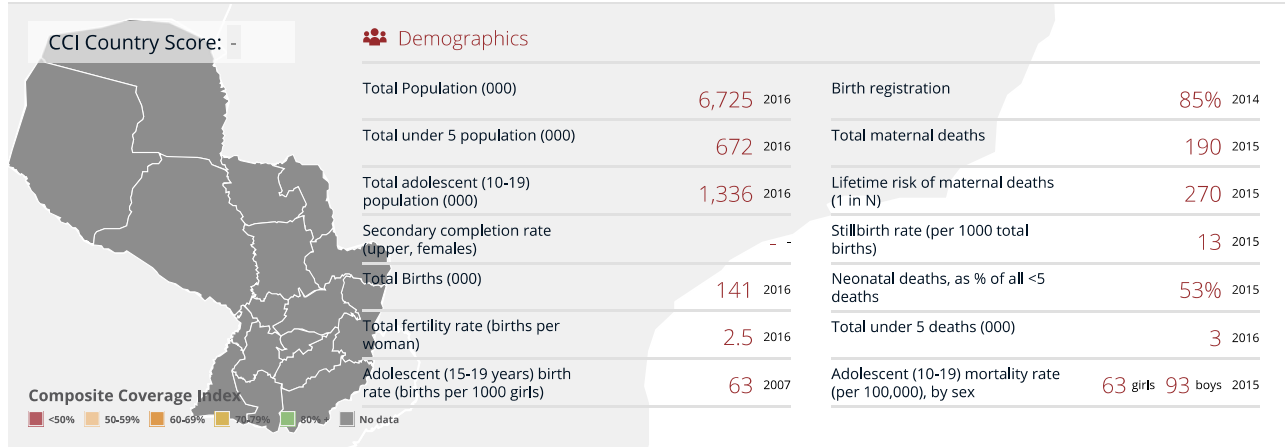 CCI Country Score: -
Demographics
Total Population (000)
6,725 2016
Total under 5 population (000)
672 2016
Total adolescent (10-19)
population (000)
1,336 2016
Secondary completion rate
(upper, females)
- -
Total Births (000)
141 2016
Total fertility rate (births per
woman)
2.5 2016
Adolescent (15-19 years) birth
rate (births per 1000 girls)
63 2007
Birth registration
85% 2014
Total maternal deaths
190 2015
Lifetime risk of maternal deaths
(1 in N)
270 2015
Stillbirth rate (per 1000 total
births)
13 2015
Neonatal deaths, as % of all <5
deaths
53% 2015
Total under 5 deaths (000)
3 2016
Adolescent (10-19) mortality rate
(per 100,000), by sex
63 girls 93 boys 2015
Composite Coverage Index
<50% 50-59% 60-69% 70-79% 80% + No data